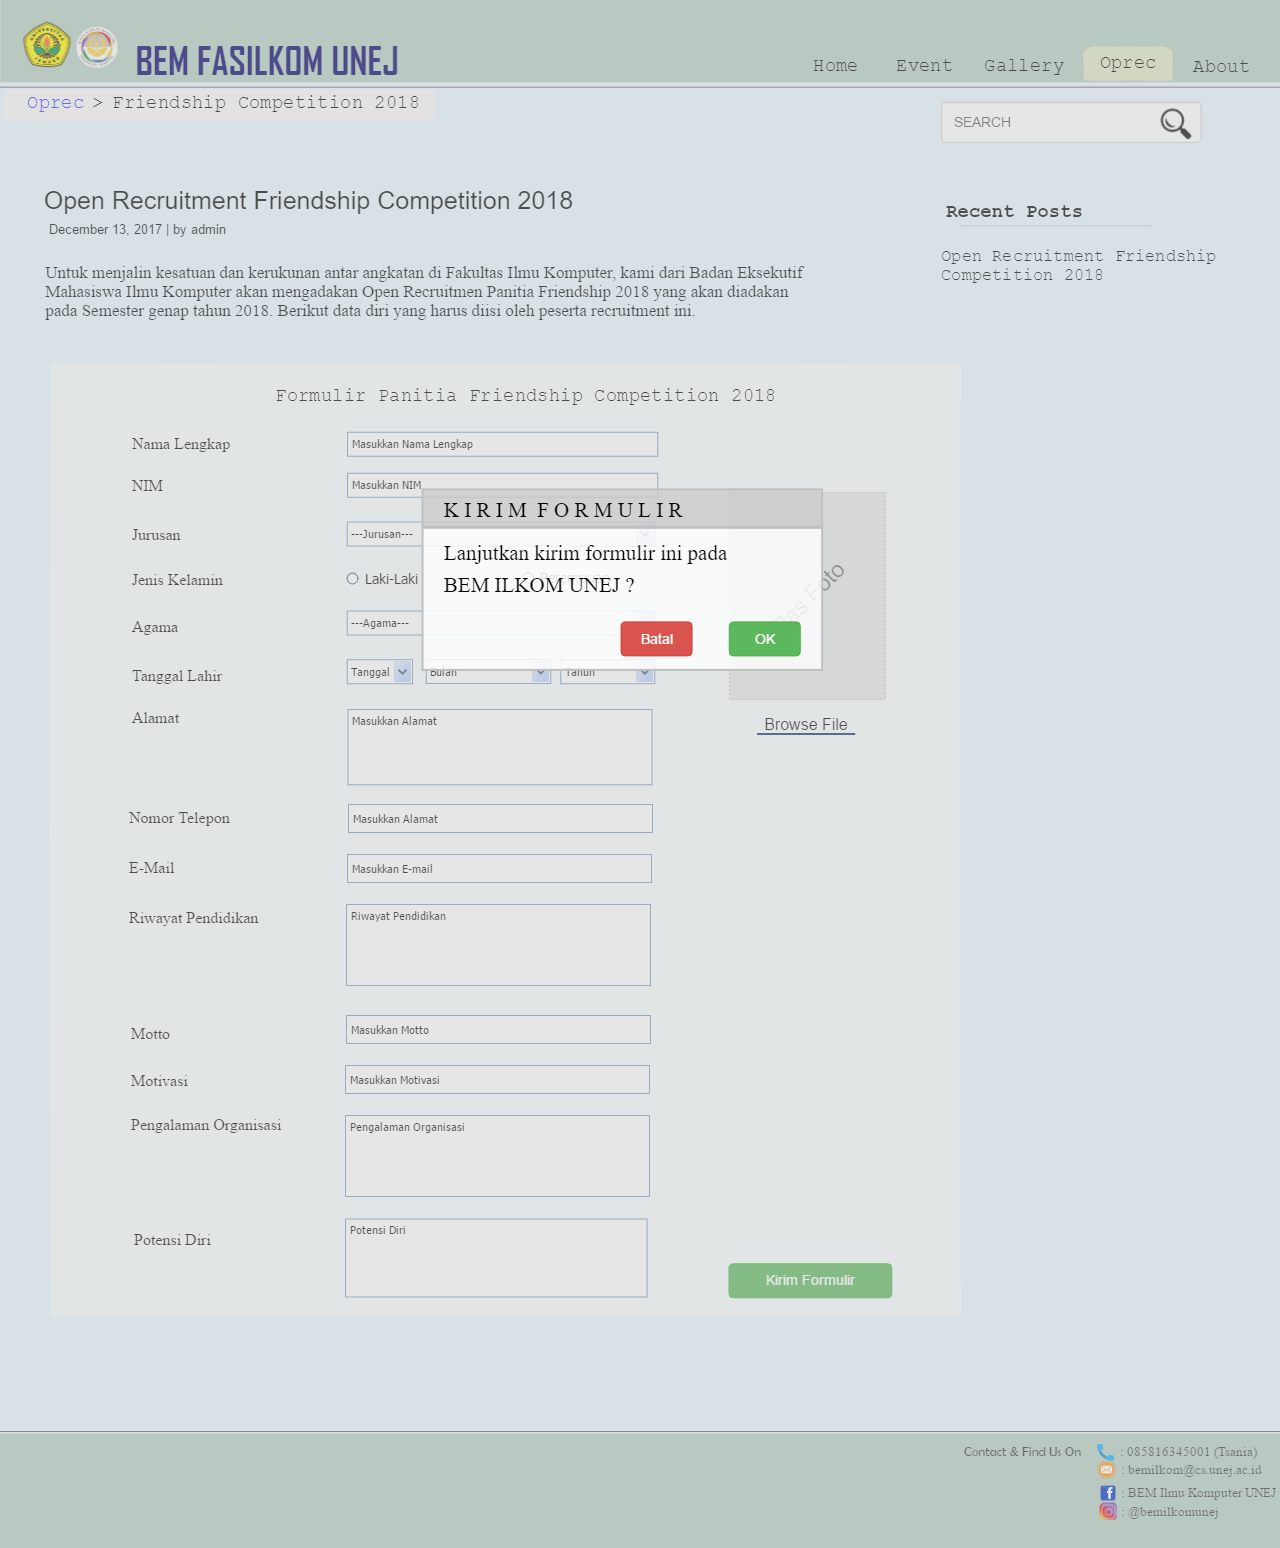 BEM FASILKOM UNEJ
Home Event Gallery Oprec About
Oprec > Friendship Competition 2018
SEARCH
Open Recruitment Friendship Competition 2018
December 13, 2017 | by admin
Untuk menjalin kesatuan dan kerukunan antar angkatan di Fakultas Ilmu Komputer, kami dari Badan Eksekutif
Mahasiswa Ilmu Komputer akan mengadakan Open Recruitmen Panitia Friendship 2018 yang akan diadakan
pada Semester genap tahun 2018. Berikut data diri yang harus diisi oleh peserta recruitment ini.
Recent Posts
Open Recruitment Friendship
Competition 2018
Formulir Panitia Friendship Competition 2018
Nama Lengkap Masukkan Nama Lengkap
NIM Masukkan NIM
Jurusan ---Jurusan---
Jenis Kelamin Laki-Laki
Agama ---Agama---
Tanggal Lahir Tanggal Bulan Tahun
KIRIM FORMULIR
Lanjutkan kirim formulir ini pada
BEM ILKOM UNEJ ?
Batal OK
Pas Foto
Browse File
Alamat Masukkan Alamat
Nomor Telepon Masukkan Alamat
E-Mail Masukkan E-mail
Riwayat Pendidikan Riwayat Pendidikan
Motto Masukkan Motto
Motivasi Masukkan Motivasi
Pengalaman Organisasi Pengalaman Organisasi
Potensi Diri Potensi Diri
Kirim Formulir
Contact & Find Us On : 085816345001 (Tsania)
: bemilkom@cs.unej.ac.id
: BEM Ilmu Komputer UNEJ
: @bemilkomunej